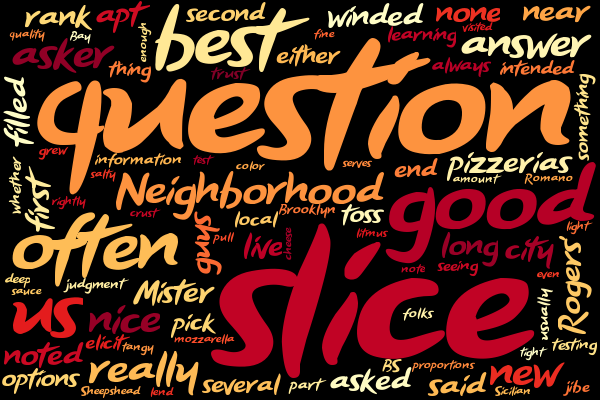 rank apt second winded none near
quality Bay enough best either fine learning visited Romano
asker thing trust always answer intended
filled question something
grew information test color serves end pizzerias
salty amount Romano
whether first rightly Neighborhood good light
crust local Brooklyn toss
often guys pull live cheese litmus long city
deep sauce judgment slice note seeing even Rogers
us nice Mister pick folks usually
noted elicit tangy mozzarella tight testing
options really several part asked BS proportions said new
Sheepshead lend Sicilian jibe